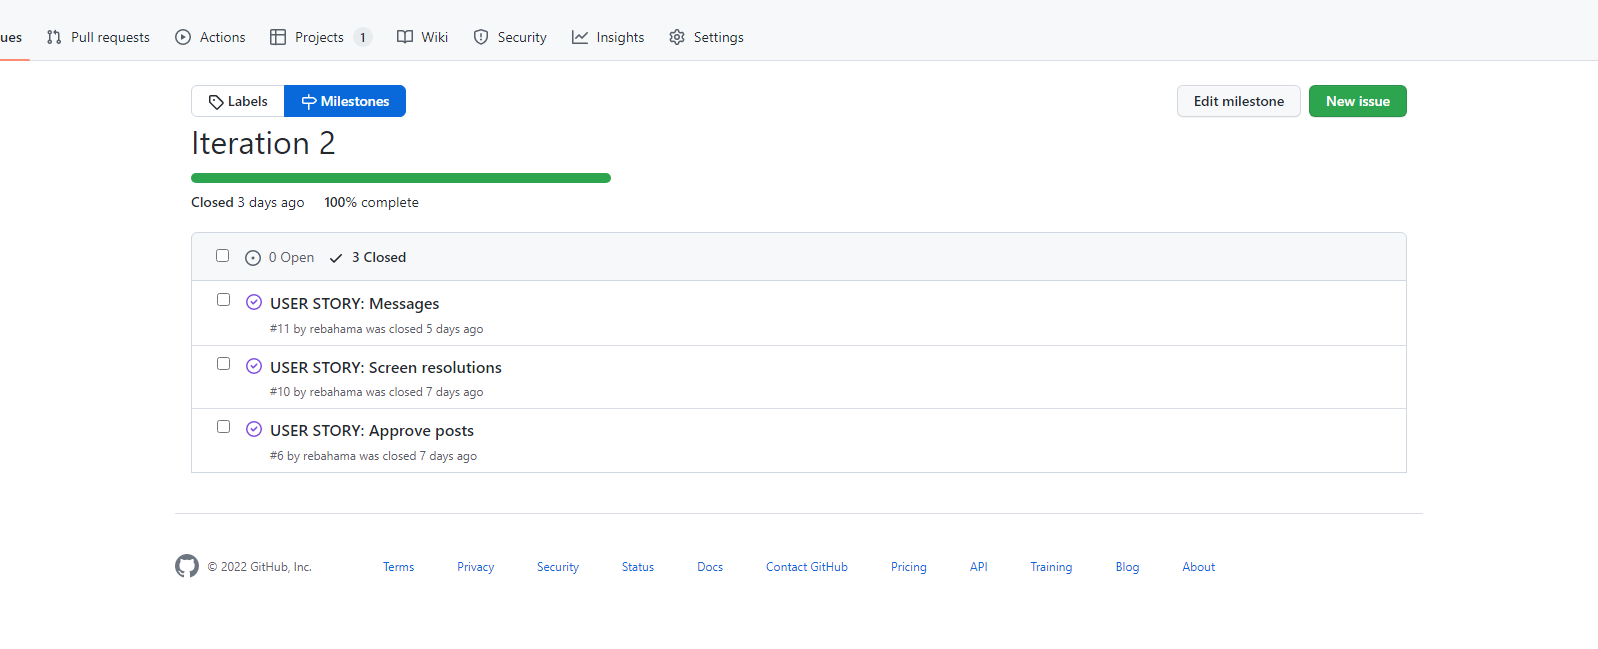 ues Pull requests Actions Projects 1 Wiki Security Insights Settings
Labels Milestones Edit milestone New issue
Iteration 2
Closed 3 days ago 100% complete
0 Open 3 Closed
USER STORY: Messages
#11 by rebahama was closed 5 days ago
USER STORY: Screen resolutions
#10 by rebahama was closed 7 days ago
USER STORY: Approve posts
#6 by rebahama was closed 7 days ago
© 2022 GitHub, Inc. Terms Privacy Security Status Docs Contact GitHub Pricing API Training Blog About